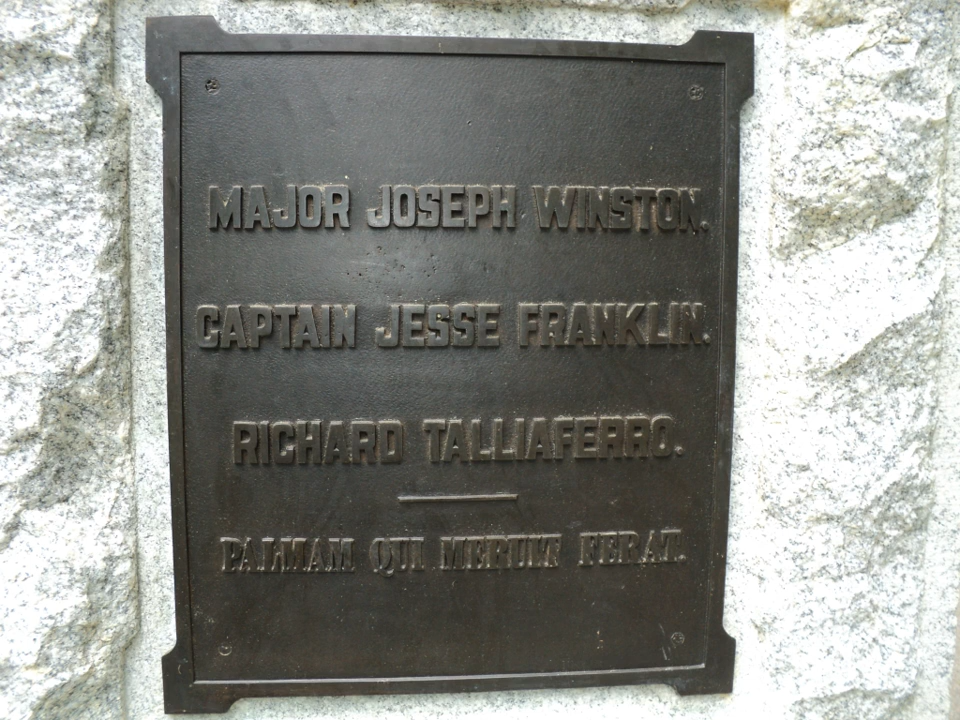 MAJOR JOSEPH WINSTON.
CAPTAIN JESSE FRANKLIN.
RICHARD TALLIAFERRO.
PALMAM QUI MERUIT FERAT.